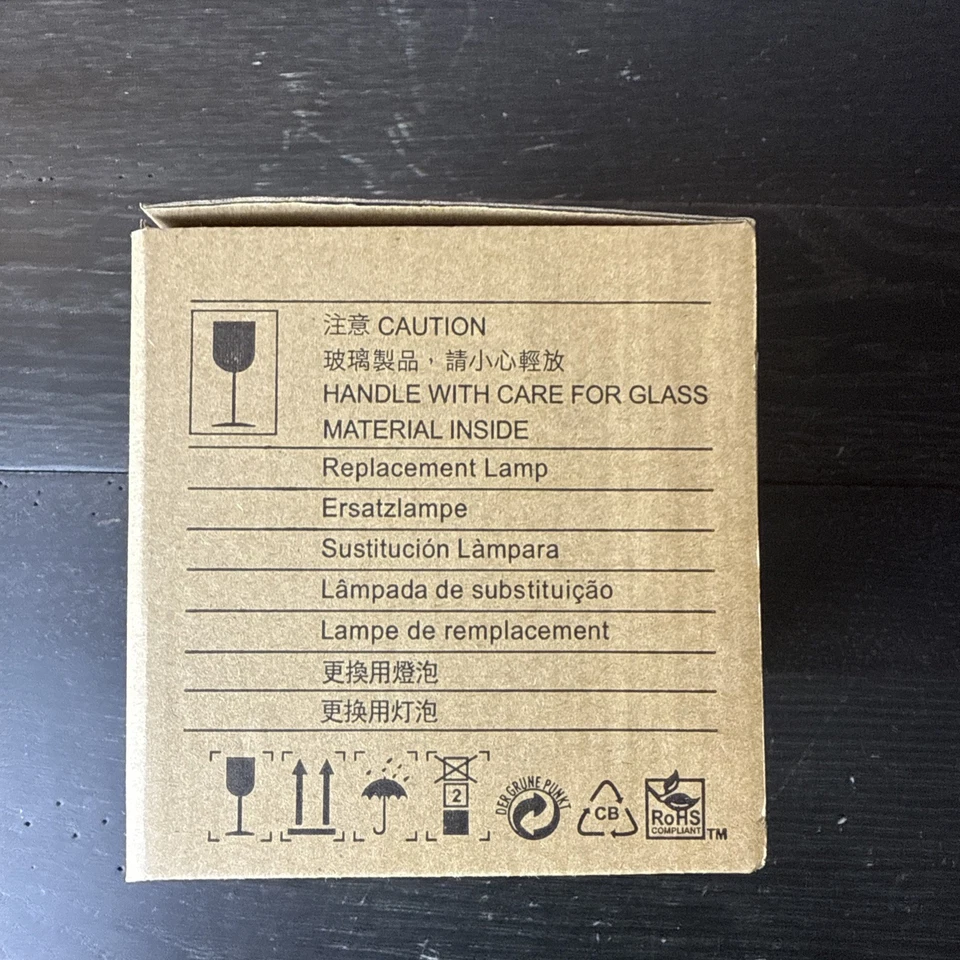 注意 CAUTION
玻璃製品，請小心輕放
HANDLE WITH CARE FOR GLASS
MATERIAL INSIDE
Replacement Lamp
Ersatzlampe
Sustitución Làmpara
Lâmpada de substituição
Lampe de remplacement
更換用燈泡
更换用灯泡
2
DER GRÜNE PUNKT
CB
RoHS
COMPLIANT
TM